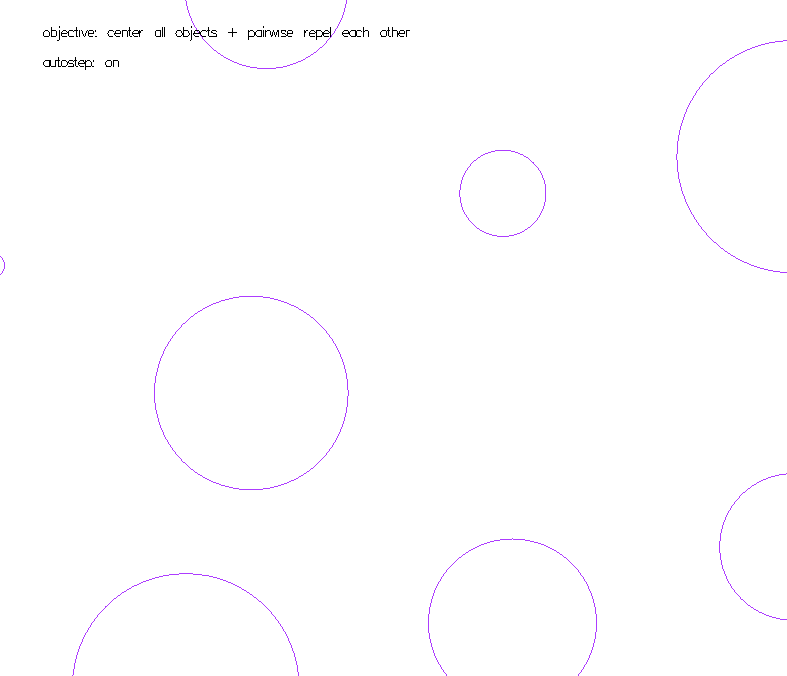 objective: center all objects + pairwise repel each other
autostep: on